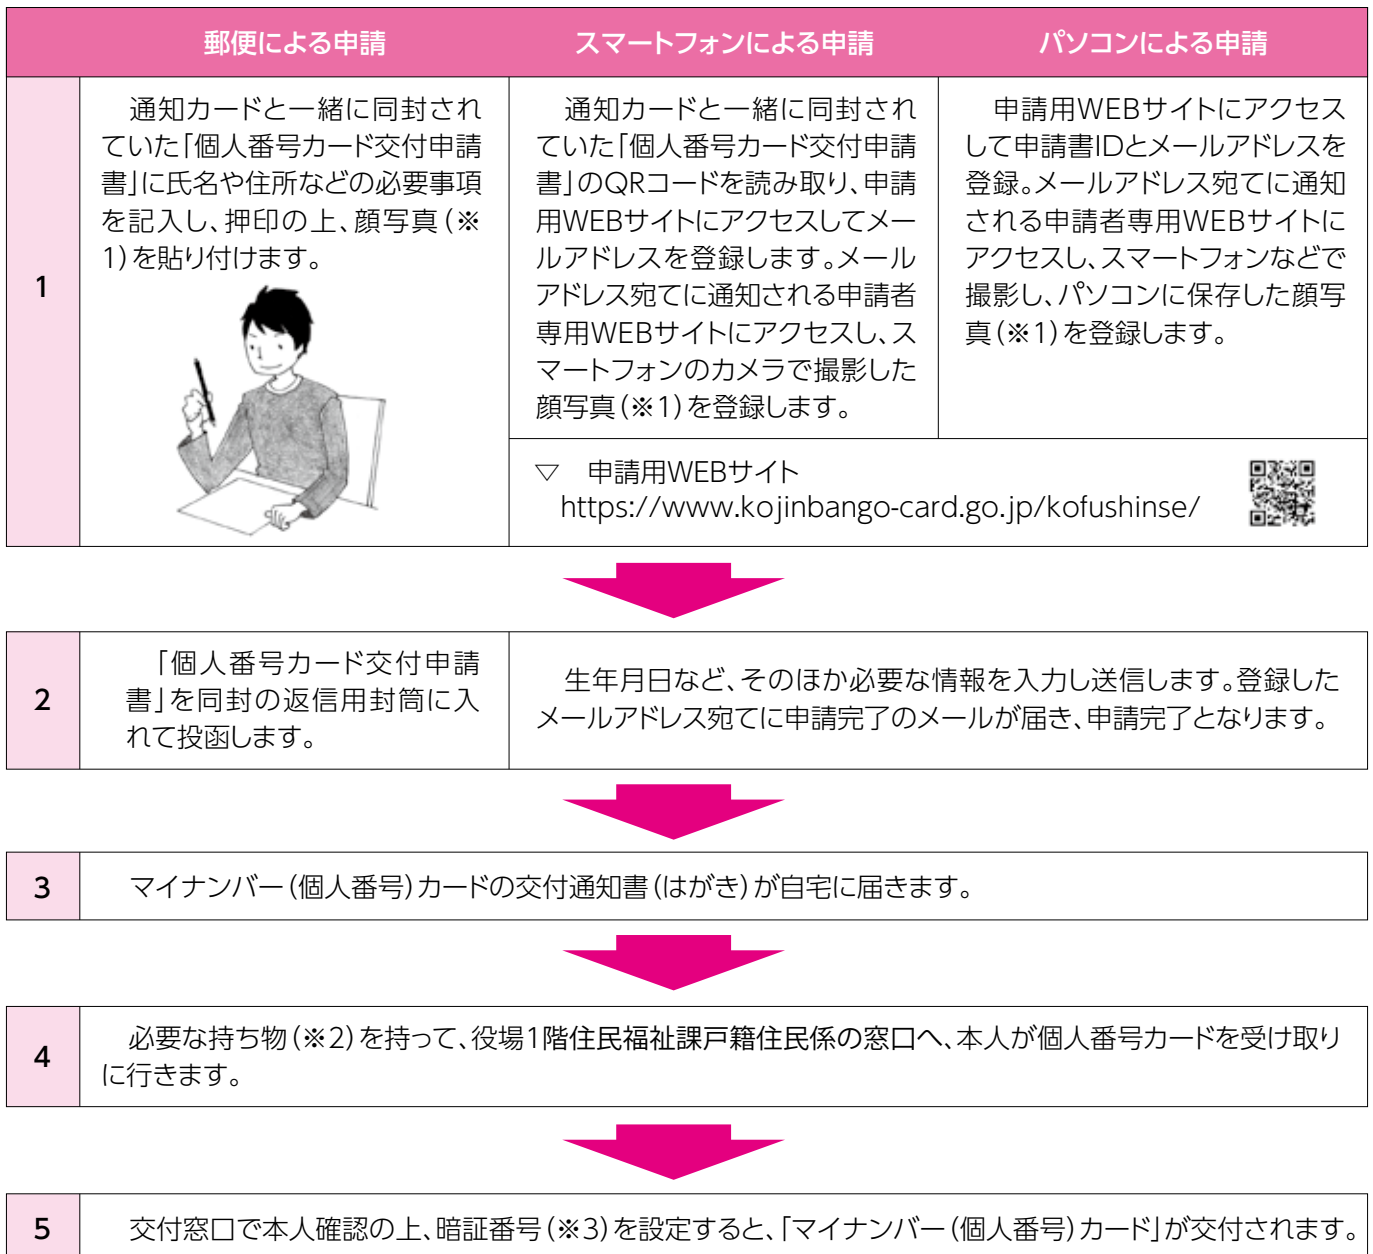 郵便による申請
スマートフォンによる申請
パソコンによる申請
1
通知カードと一緒に同封され
ていた「個人番号カード交付申請
書」に氏名や住所などの必要事項
を記入し、押印の上、顔写真(※
1)を貼り付けます。
通知カードと一緒に同封され
ていた「個人番号カード交付申請
書」のQRコードを読み取り、申請
用WEBサイトにアクセスしてメー
ルアドレスを登録します。メール
アドレス宛てに通知される申請者
専用WEBサイトにアクセスし、ス
マートフォンのカメラで撮影した
顔写真(※1)を登録します。
申請用WEBサイトにアクセス
して申請書IDとメールアドレスを
登録。メールアドレス宛てに通知
される申請者専用WEBサイトに
アクセスし、スマートフォンなどで
撮影し、パソコンに保存した顔写
真(※1)を登録します。
▽ 申請用WEBサイト
https://www.kojinbango-card.go.jp/kofushinse/
2
「個人番号カード交付申請
書」を同封の返信用封筒に入
れて投函します。
生年月日など、そのほか必要な情報を入力し送信します。登録した
メールアドレス宛てに申請完了のメールが届き、申請完了となります。
3
マイナンバー(個人番号)カードの交付通知書(はがき)が自宅に届きます。
4
必要な持ち物(※2)を持って、役場1階住民福祉課戸籍住民係の窓口へ、本人が個人番号カードを受け取り
に行きます。
5
交付窓口で本人確認の上、暗証番号(※3)を設定すると、「マイナンバー(個人番号)カード」が交付されます。